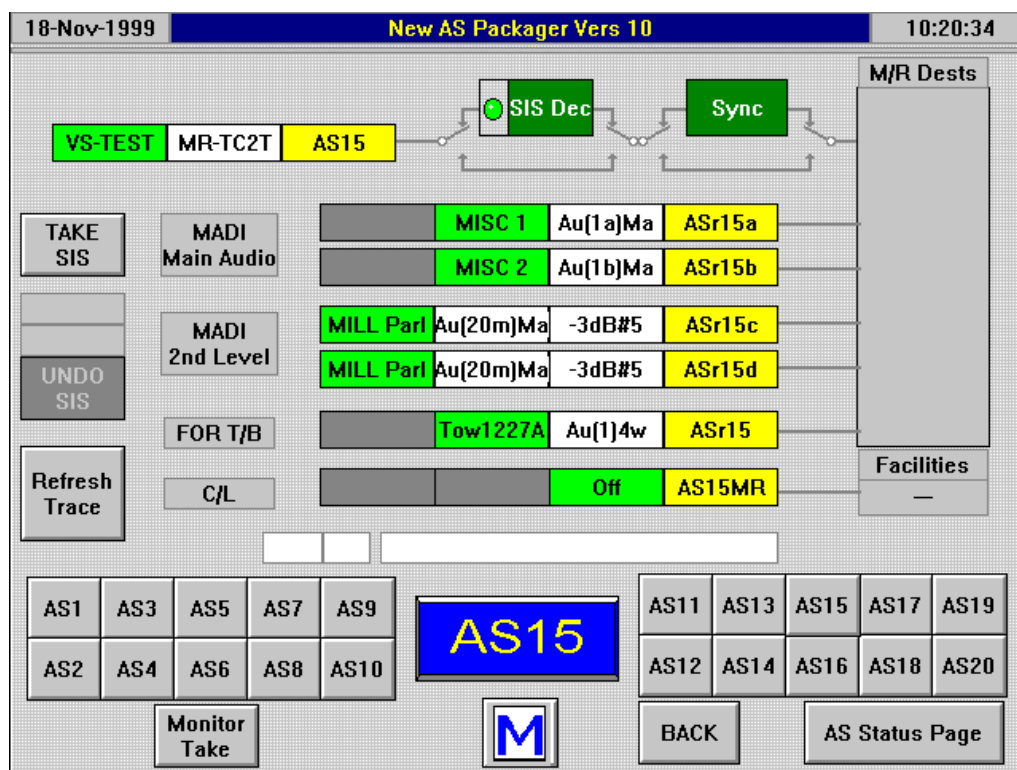 18-Nov-1999 New AS Packager Vers 10 10:20:34
M/R Dests
SIS Dec Sync
VS-TEST MR-TC2T AS15
TAKE
SIS
MADI
Main Audio
MISC 1 Au(1a)Ma ASr15a
MISC 2 Au(1b)Ma ASr15b
MADI
2nd Level
MILL Parl Au(20m)Ma -3dB#5 ASr15c
MILL Parl Au(20m)Ma -3dB#5 ASr15d
UNDO
SIS
FOR T/B
Tow1227A Au(1)4w ASr15
Refresh
Trace
C/L
Off AS15MR
Facilities
—
AS1 AS3 AS5 AS7 AS9
AS2 AS4 AS6 AS8 AS10
AS15
AS11 AS13 AS15 AS17 AS19
AS12 AS14 AS16 AS18 AS20
Monitor
Take
M
BACK
AS Status Page